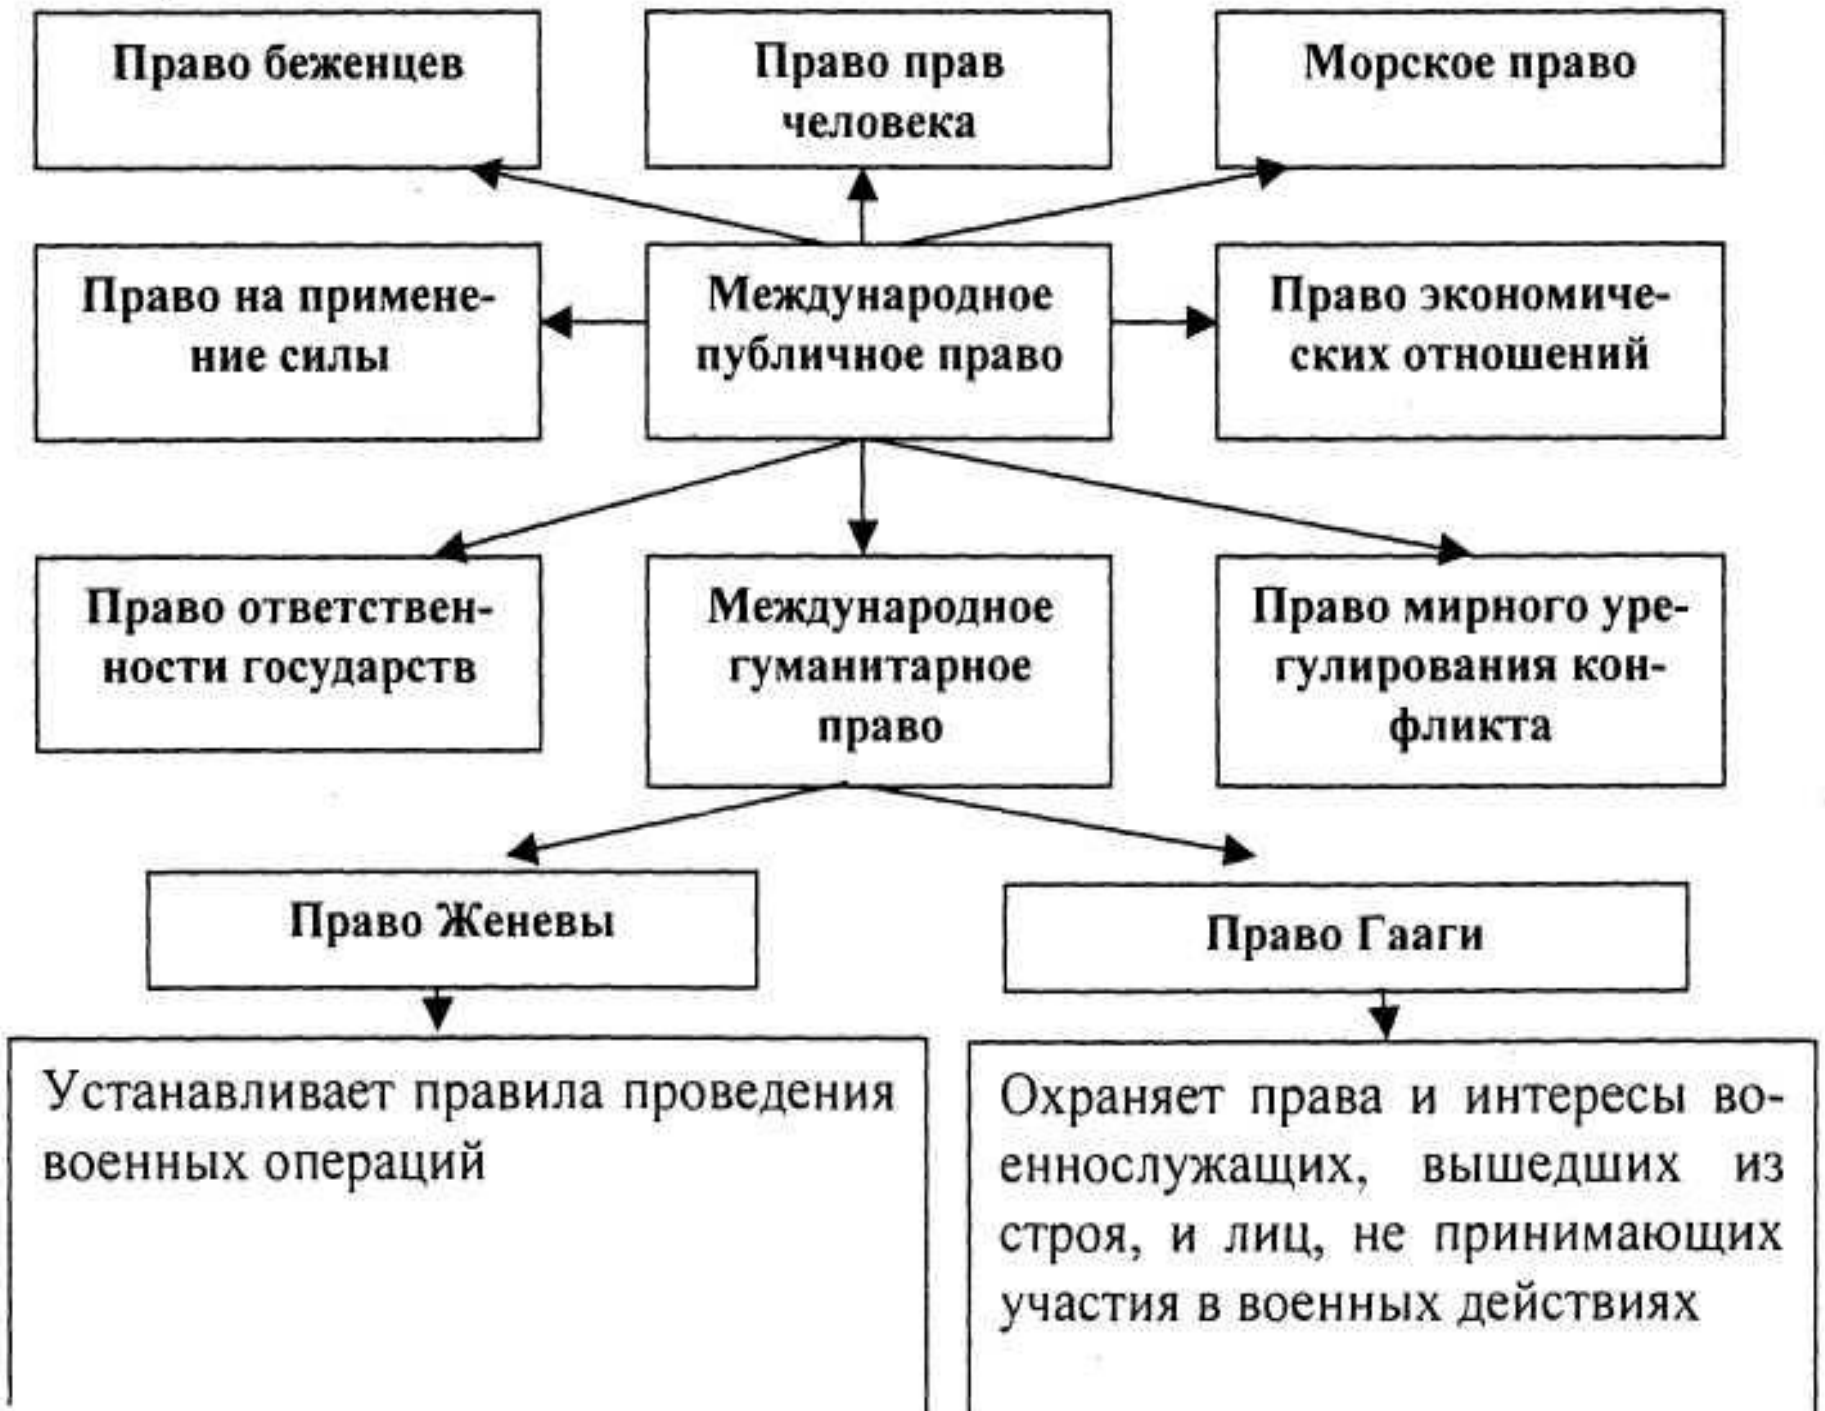 Право беженцев
Право прав
человека
Морское право
Право на примене-
ние силы
Международное
публичное право
Право экономиче-
ских отношений
Право ответствен-
ности государств
Международное
гуманитарное
право
Право мирного уре-
гулирования кон-
фликта
Право Женевы
Право Гааги
Устанавливает правила проведения
военных операций
Охраняет права и интересы во-
еннослужащих, вышедших из
строя, и лиц, не принимающих
участия в военных действиях